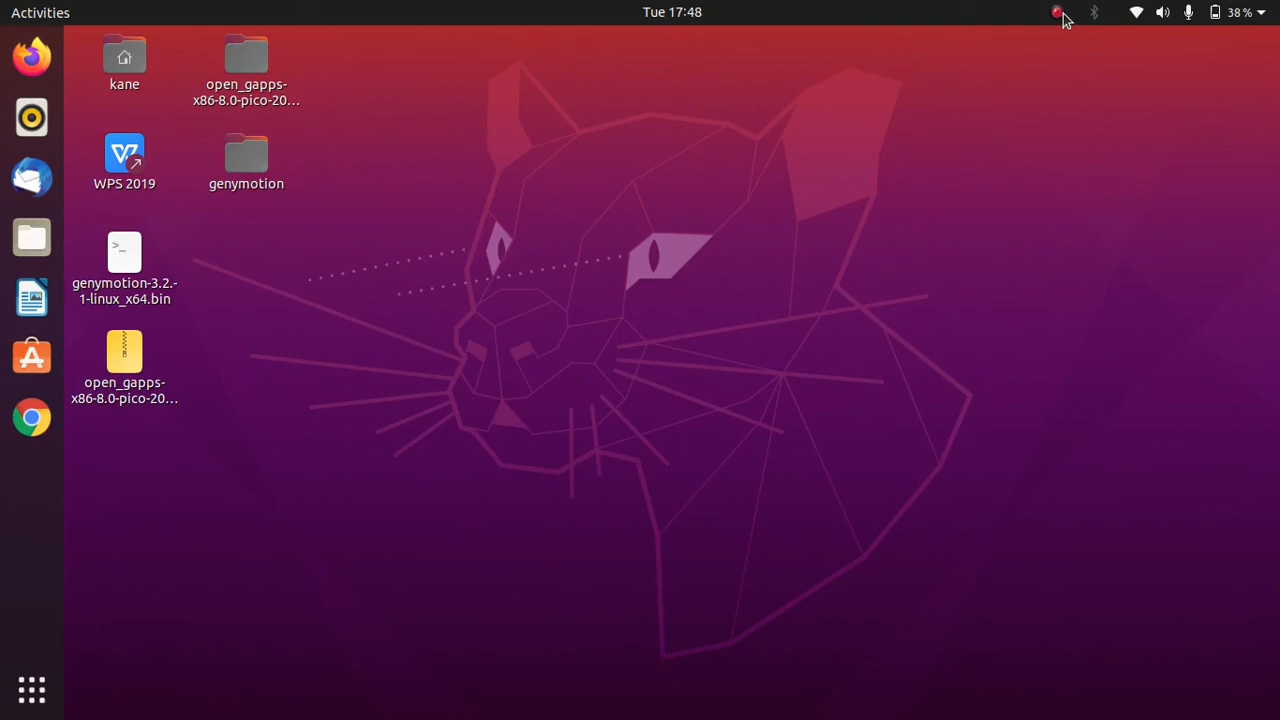 Activities
Tue 17:48
38 %
kane
open_gapps-
x86-8.0-pico-20...
WPS 2019
genymotion
genymotion-3.2.-
1-linux_x64.bin
open_gapps-
x86-8.0-pico-20...